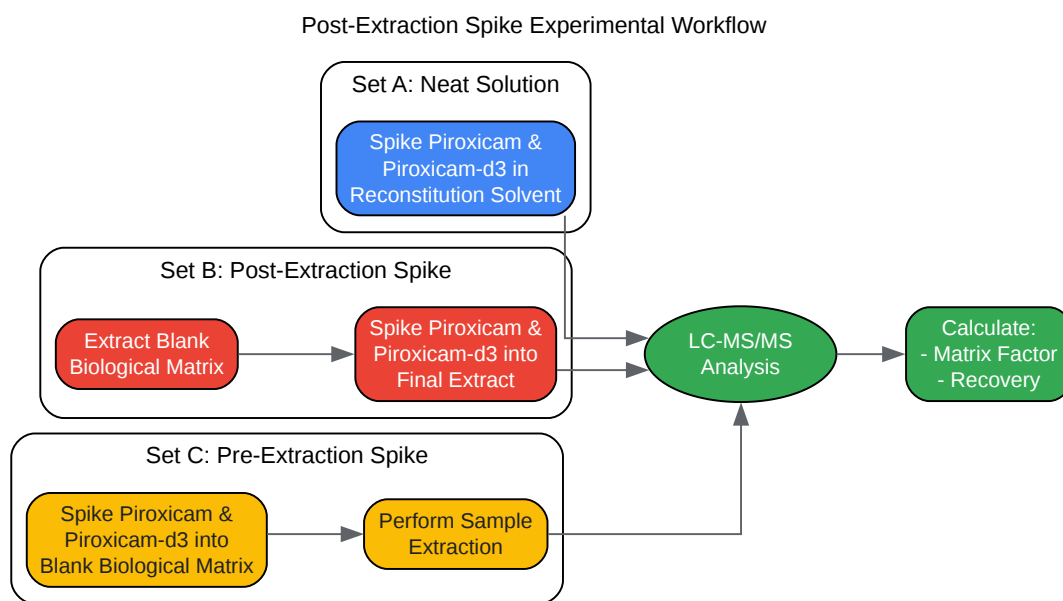 Post-Extraction Spike Experimental Workflow
Set A: Neat Solution
Spike Piroxicam &
Piroxicam-d3 in
Reconstitution Solvent
Set B: Post-Extraction Spike
Extract Blank
Biological Matrix
Spike Piroxicam &
Piroxicam-d3 into
Final Extract
LC-MS/MS
Analysis
Calculate:
- Matrix Factor
- Recovery
Set C: Pre-Extraction Spike
Spike Piroxicam &
Piroxicam-d3 into
Blank Biological Matrix
Perform Sample
Extraction